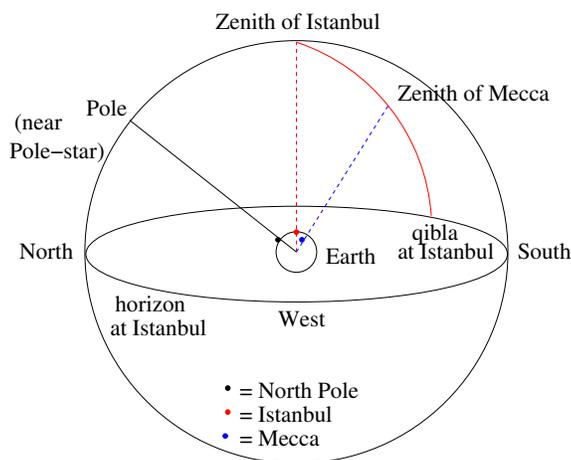 Zenith of Istanbul
Zenith of Mecca
Pole
(near
Pole−star)
qibla
at Istanbul
North
Earth
South
horizon
at Istanbul
West
= North Pole
= Istanbul
= Mecca